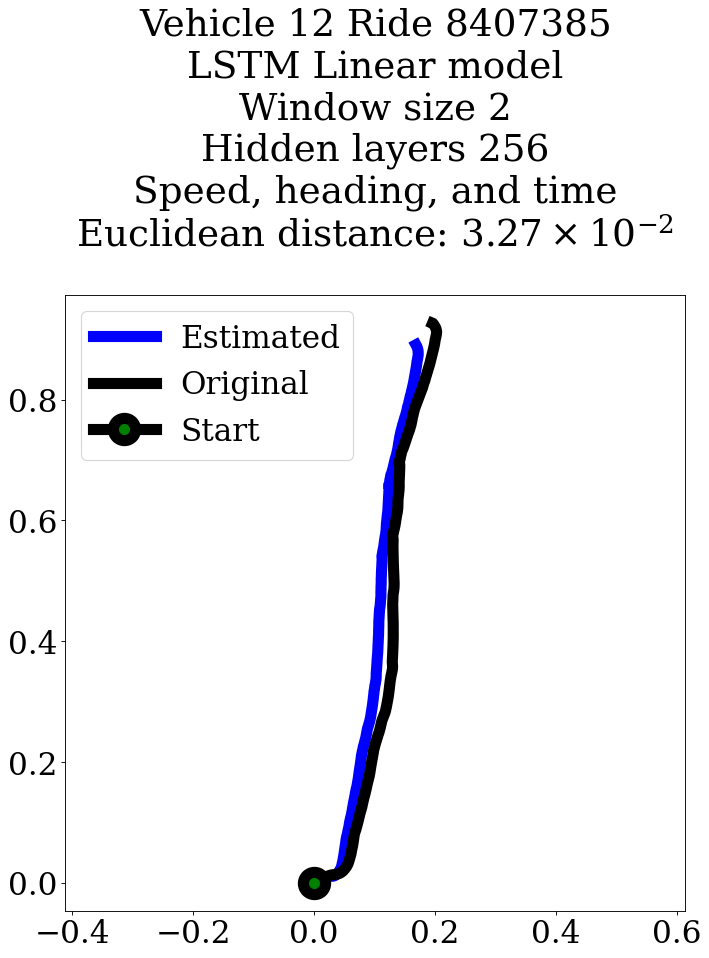 Vehicle 12 Ride 8407385
LSTM Linear model
Window size 2
Hidden layers 256
Speed, heading, and time
Euclidean distance: 3.27 × 10⁻²
Estimated
Original
Start
0.8
0.6
0.4
0.2
0.0
−0.4 −0.2 0.0 0.2 0.4 0.6